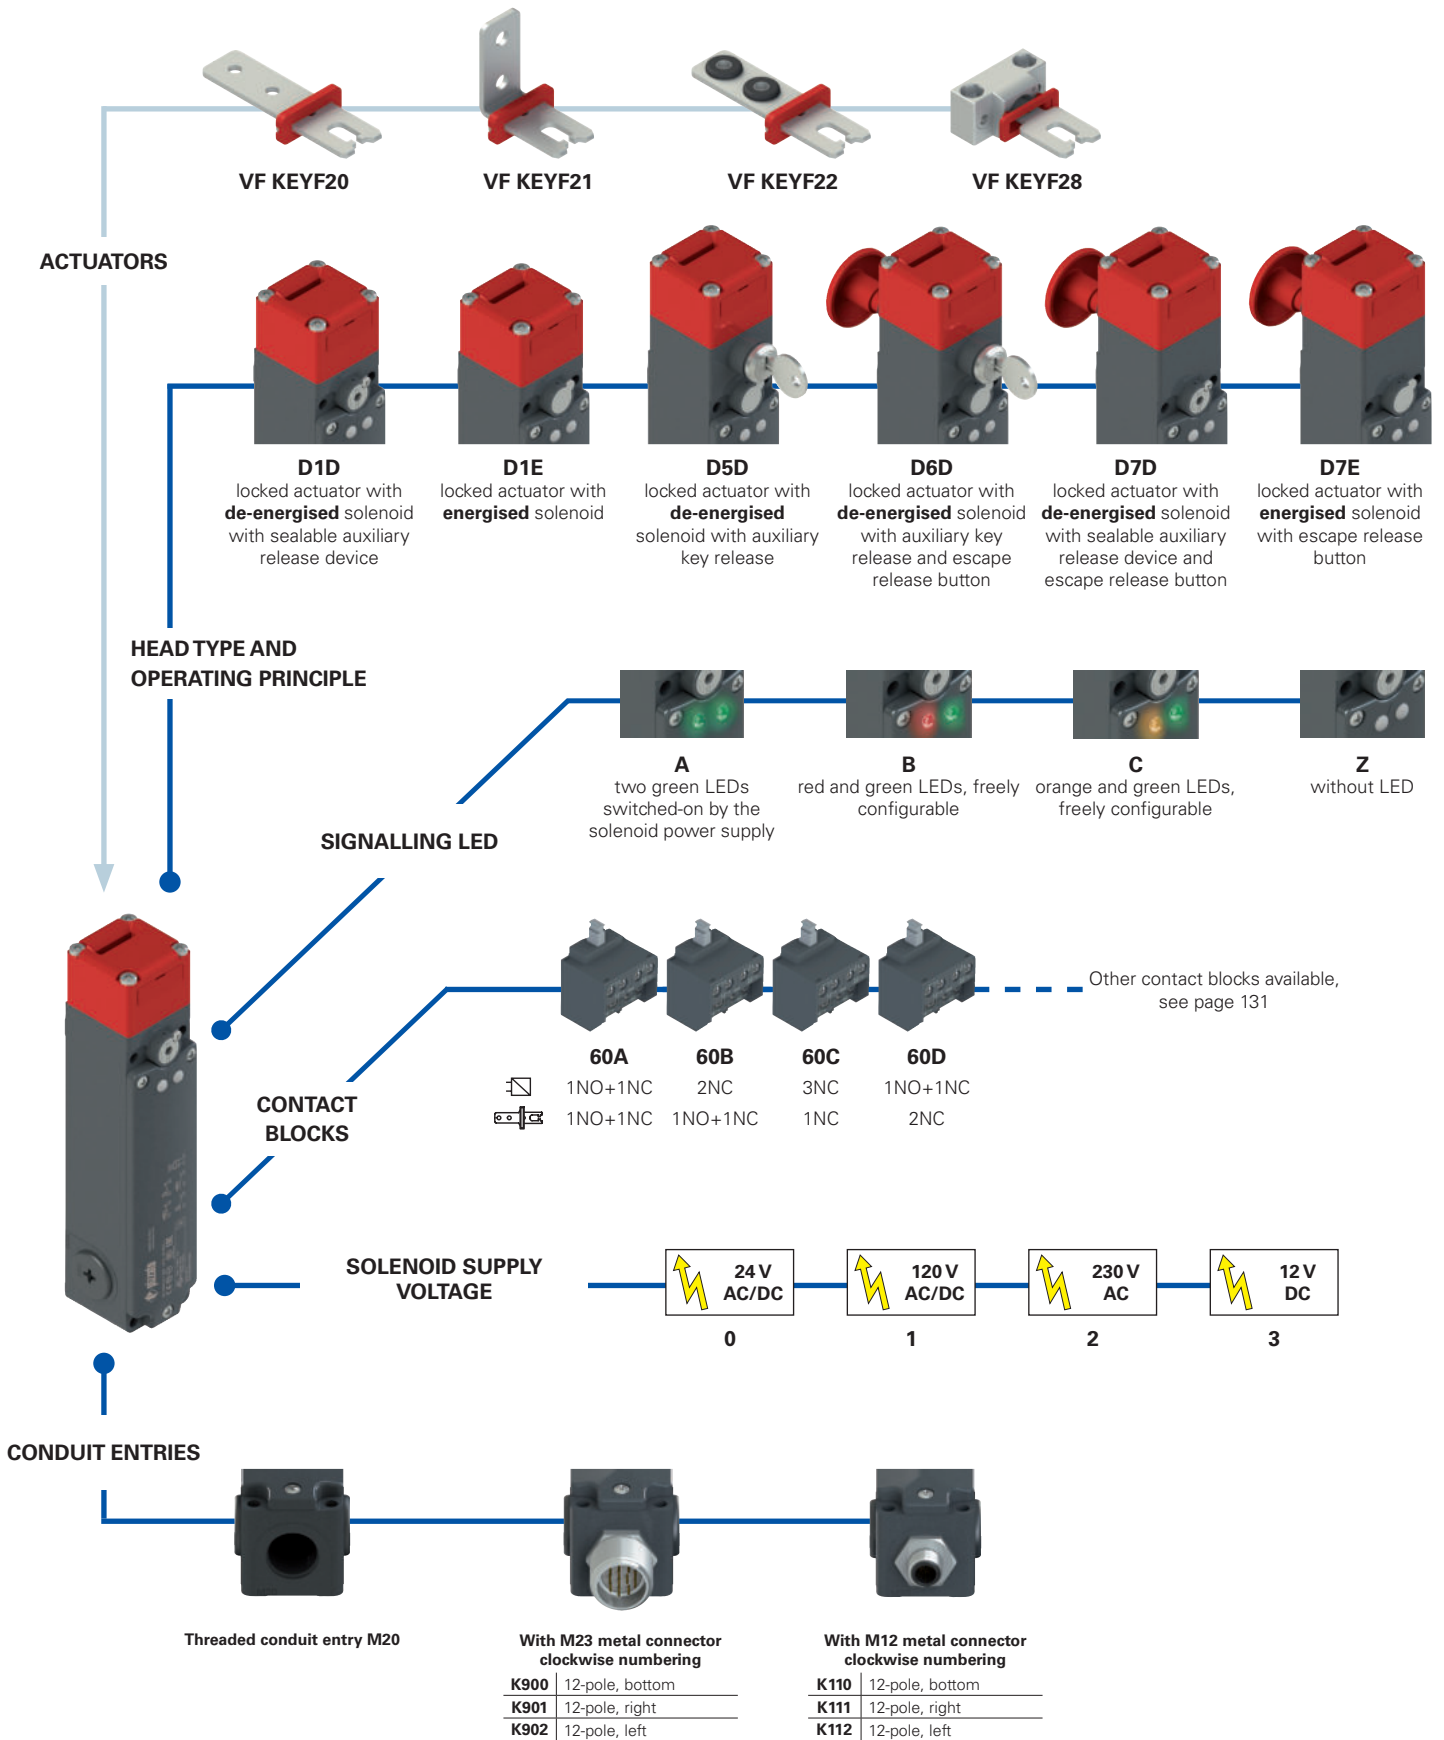 VF KEYF20
VF KEYF21
VF KEYF22
VF KEYF28
ACTUATORS
D1D
locked actuator with
de-energised solenoid
with sealable auxiliary
release device
D1E
locked actuator with
energised solenoid
D5D
locked actuator with
de-energised
solenoid with auxiliary
key release
D6D
locked actuator with
de-energised solenoid
with auxiliary key
release and escape
release button
D7D
locked actuator with
de-energised solenoid
with sealable auxiliary
release device and
escape release button
D7E
locked actuator with
energised solenoid
with escape release
button
HEAD TYPE AND
OPERATING PRINCIPLE
A
two green LEDs
switched-on by the
solenoid power supply
B
red and green LEDs, freely
configurable
C
orange and green LEDs,
freely configurable
Z
without LED
SIGNALLING LED
Other contact blocks available,
see page 131
60A 60B 60C 60D
1NO+1NC 2NC 3NC 1NO+1NC
1NO+1NC 1NO+1NC 1NC 2NC
CONTACT
BLOCKS
SOLENOID SUPPLY
VOLTAGE
24 V
AC/DC
0
120 V
AC/DC
1
230 V
AC
2
12 V
DC
3
CONDUIT ENTRIES
Threaded conduit entry M20
With M23 metal connector
clockwise numbering
K900 12-pole, bottom
K901 12-pole, right
K902 12-pole, left
With M12 metal connector
clockwise numbering
K110 12-pole, bottom
K111 12-pole, right
K112 12-pole, left